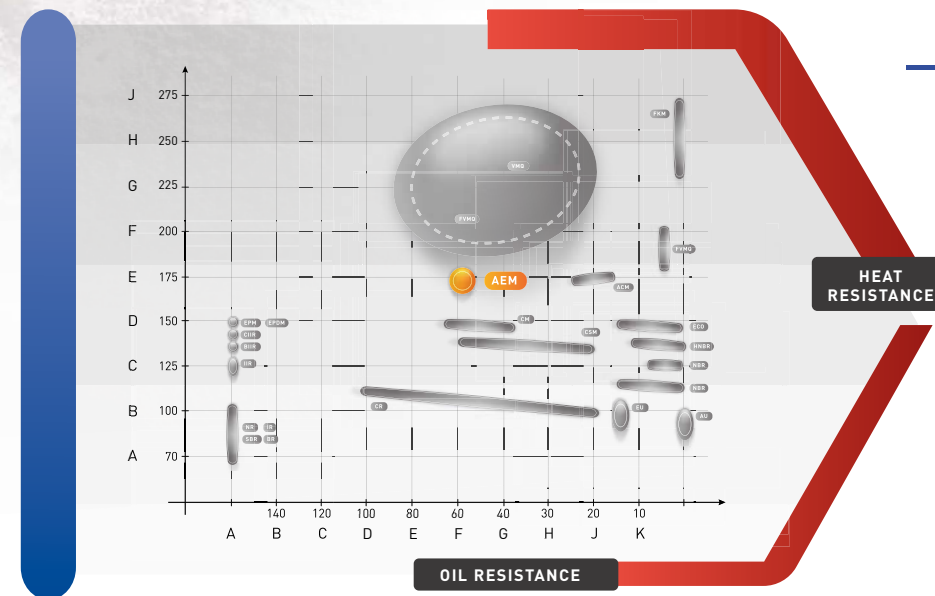 J 275
FKM
H 250
VMQ
G 225
FVMQ
F 200
FVMQ
E 175
AEM
ACM
HEAT
RESISTANCE
D 150
EPM EPDM
CM
ECO
CIIR
CSM
BIIR
HNBR
C 125
IIR
NBR
NBR
B 100
CR
EU
AU
NR IR
SBR BR
A 70
140 120 100 80 60 40 30 20 10
A B C D E F G H J K
OIL RESISTANCE